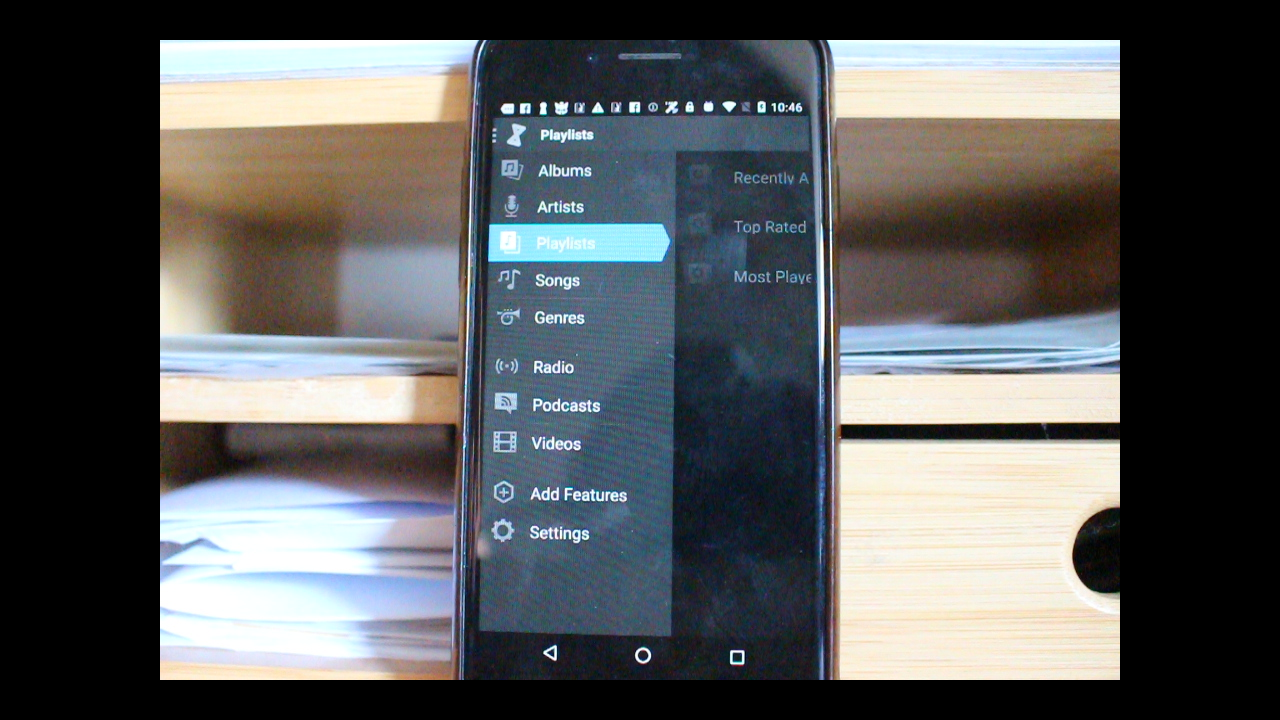 10:46
Playlists
Albums
Artists
Playlists
Songs
Genres
Radio
Podcasts
Videos
Add Features
Settings
Recently A
Top Rated
Most Playe